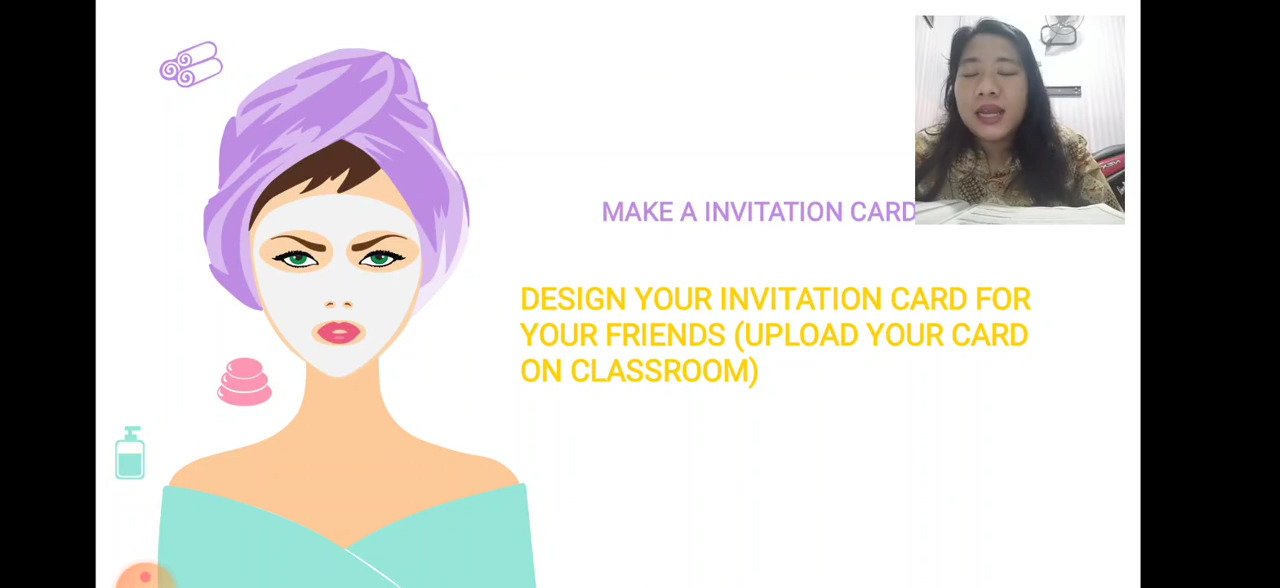 MAKE A INVITATION CARD
DESIGN YOUR INVITATION CARD FOR
YOUR FRIENDS (UPLOAD YOUR CARD
ON CLASSROOM)